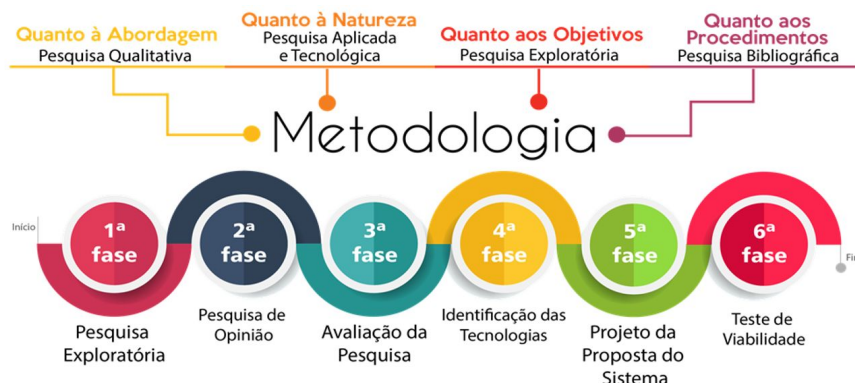 Quanto à Abordagem
Pesquisa Qualitativa
Quanto à Natureza
Pesquisa Aplicada
e Tecnológica
Quanto aos Objetivos
Pesquisa Exploratória
Quanto aos
Procedimentos
Pesquisa Bibliográfica
Metodologia
Início
1ª
fase
2ª
fase
3ª
fase
4ª
fase
5ª
fase
6ª
fase
Pesquisa
Exploratória
Pesquisa de
Opinião
Avaliação da
Pesquisa
Identificação das
Tecnologias
Projeto da
Proposta do
Sistema
Teste de
Viabilidade